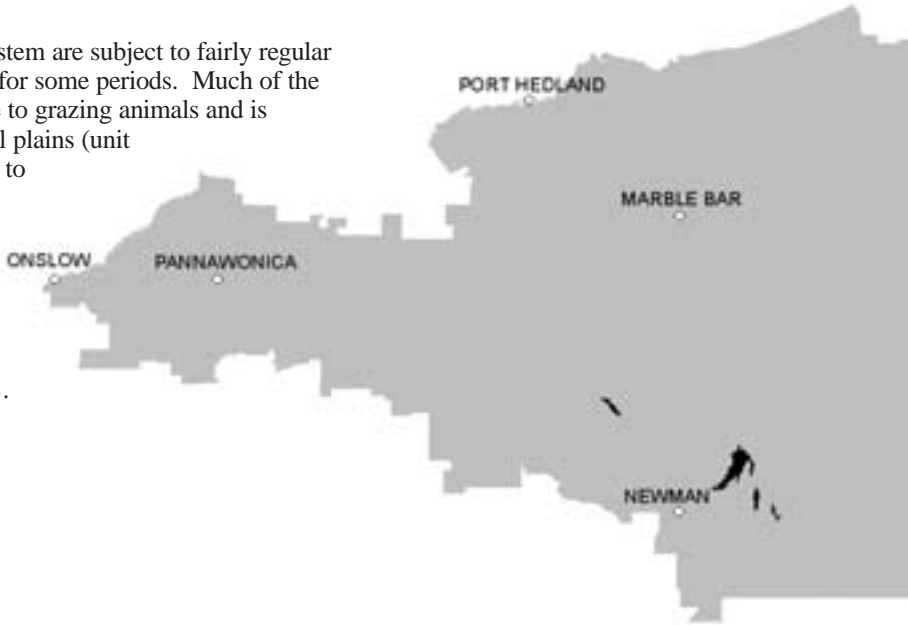 stem are subject to fairly regular
for some periods.  Much of the
to grazing animals and is
l plains (unit
to
.
PORT HEDLAND
MARBLE BAR
ONSLOW
PANNAWONICA
NEWMAN